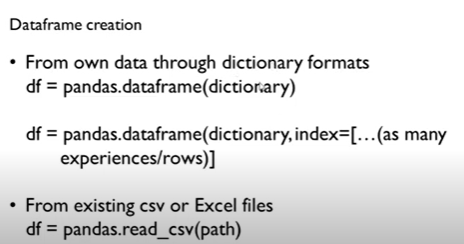 Dataframe creation
• From own data through dictionary formats
df = pandas.dataframe(dictionary)
df = pandas.dataframe(dictionary, index=[…(as many
experiences/rows)]
• From existing csv or Excel files
df = pandas.read_csv(path)